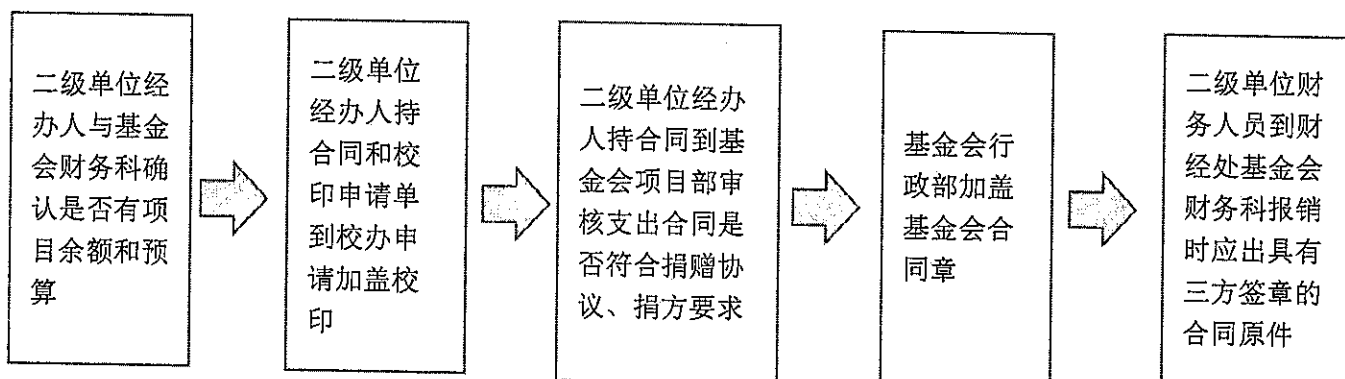 二级单位经
办人与基金
会财务科确
认是否有项
目余额和预
算
二级单位
经办人持
合同和校
印申请单
到校办申
请加盖校
印
二级单位经办
人持合同到基
金会项目部审
核支出合同是
否符合捐赠协
议、捐方要求
基金会行
政部加盖
基金会合
同章
二级单位财
务人员到财
经处基金会
财务科报销
时应出具有
三方签章的
合同原件